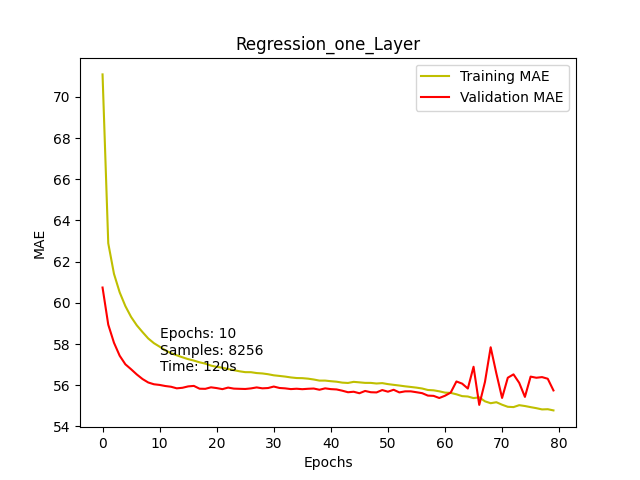 Regression_one_Layer
Training MAE
Validation MAE
70
68
66
64
62
60
58
56
54
MAE
Epochs: 10
Samples: 8256
Time: 120s
0 10 20 30 40 50 60 70 80
Epochs